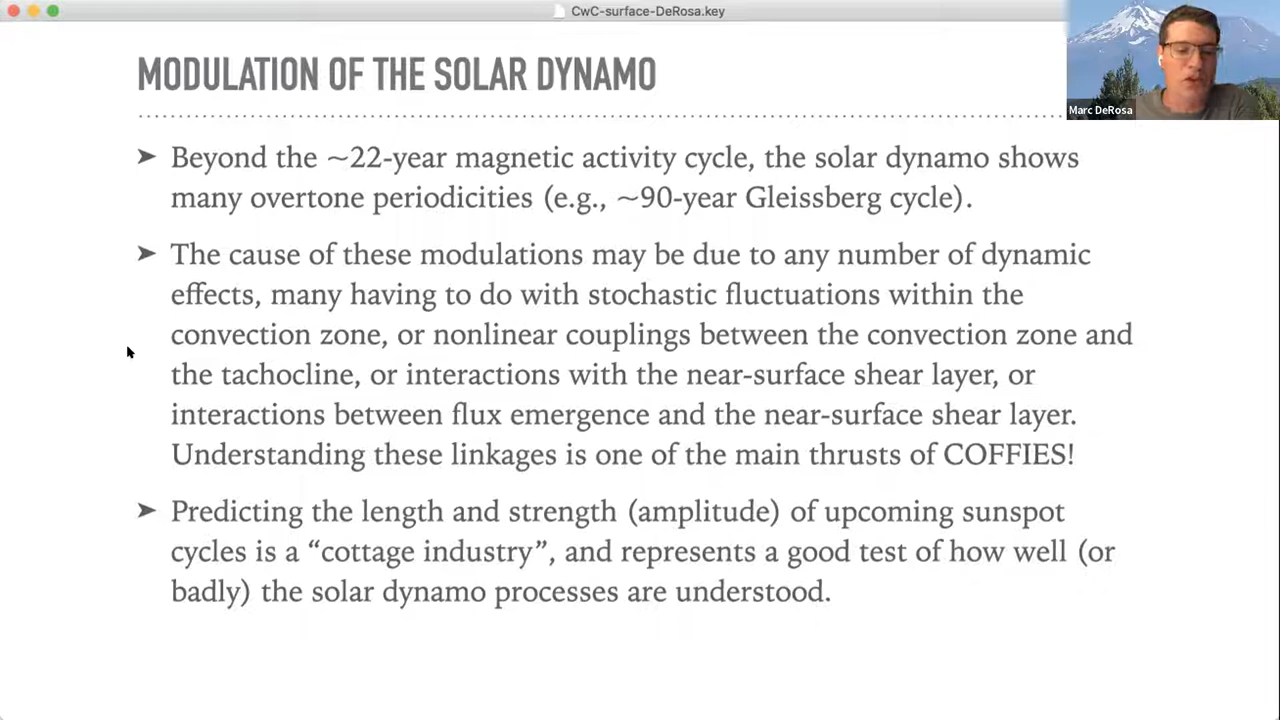 CwC-surface-DeRosa.key
MODULATION OF THE SOLAR DYNAMO
Marc DeRosa
➤ Beyond the ~22-year magnetic activity cycle, the solar dynamo shows
many overtone periodicities (e.g., ~90-year Gleissberg cycle).
➤ The cause of these modulations may be due to any number of dynamic
effects, many having to do with stochastic fluctuations within the
convection zone, or nonlinear couplings between the convection zone and
the tachocline, or interactions with the near-surface shear layer, or
interactions between flux emergence and the near-surface shear layer.
Understanding these linkages is one of the main thrusts of COFFIES!
➤ Predicting the length and strength (amplitude) of upcoming sunspot
cycles is a “cottage industry”, and represents a good test of how well (or
badly) the solar dynamo processes are understood.